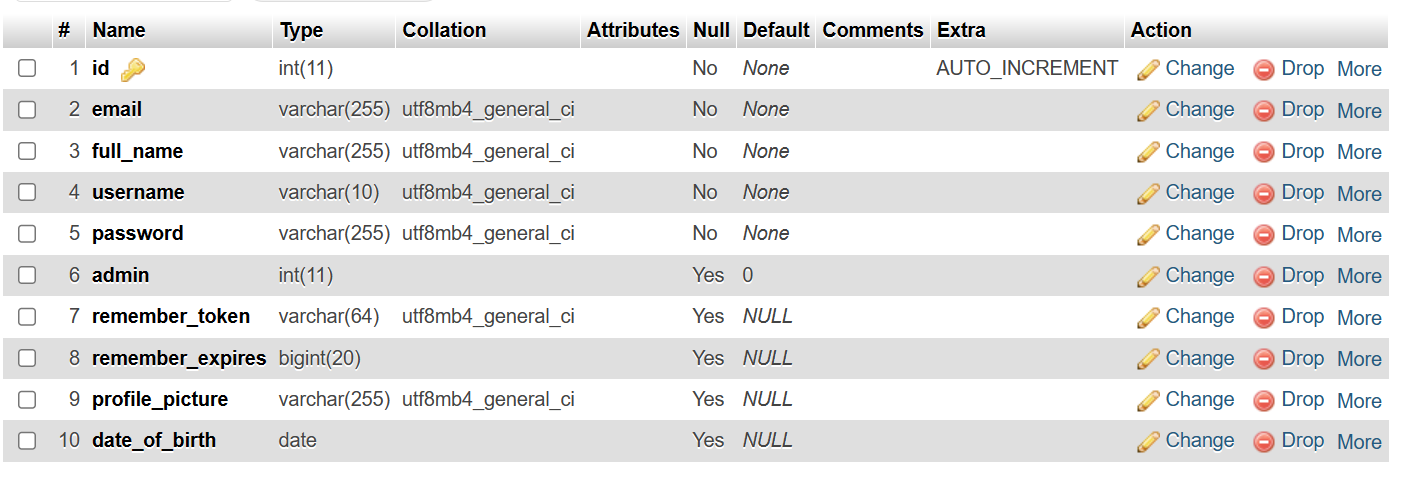 # Name Type Collation Attributes Null Default Comments Extra Action
1 id int(11) No None AUTO_INCREMENT Change Drop More
2 email varchar(255) utf8mb4_general_ci No None Change Drop More
3 full_name varchar(255) utf8mb4_general_ci No None Change Drop More
4 username varchar(10) utf8mb4_general_ci No None Change Drop More
5 password varchar(255) utf8mb4_general_ci No None Change Drop More
6 admin int(11) Yes 0 Change Drop More
7 remember_token varchar(64) utf8mb4_general_ci Yes NULL Change Drop More
8 remember_expires bigint(20) Yes NULL Change Drop More
9 profile_picture varchar(255) utf8mb4_general_ci Yes NULL Change Drop More
10 date_of_birth date Yes NULL Change Drop More